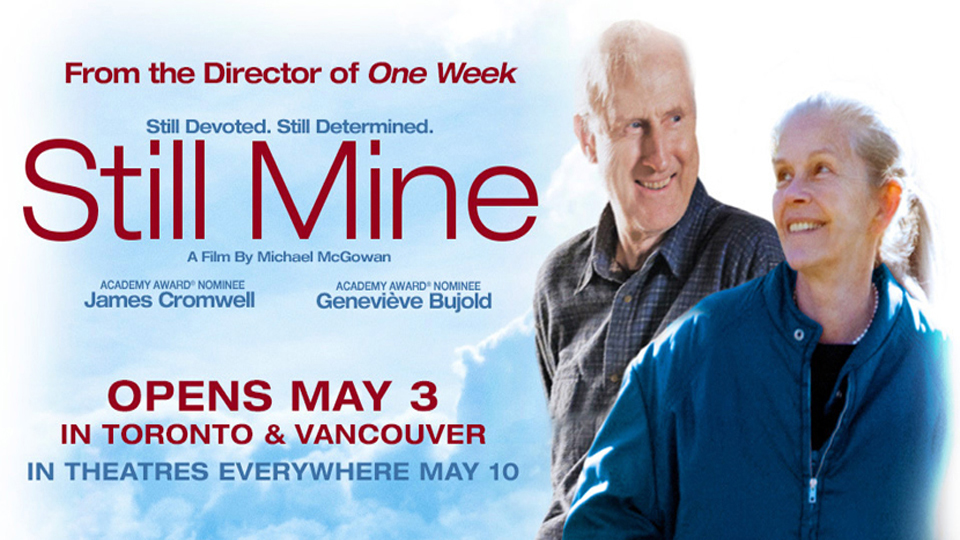 From the Director of One Week
Still Devoted. Still Determined.
Still Mine
A Film By Michael McGowan
ACADEMY AWARD® NOMINEE
James Cromwell
ACADEMY AWARD® NOMINEE
Geneviève Bujold
OPENS MAY 3
IN TORONTO & VANCOUVER
IN THEATRES EVERYWHERE MAY 10